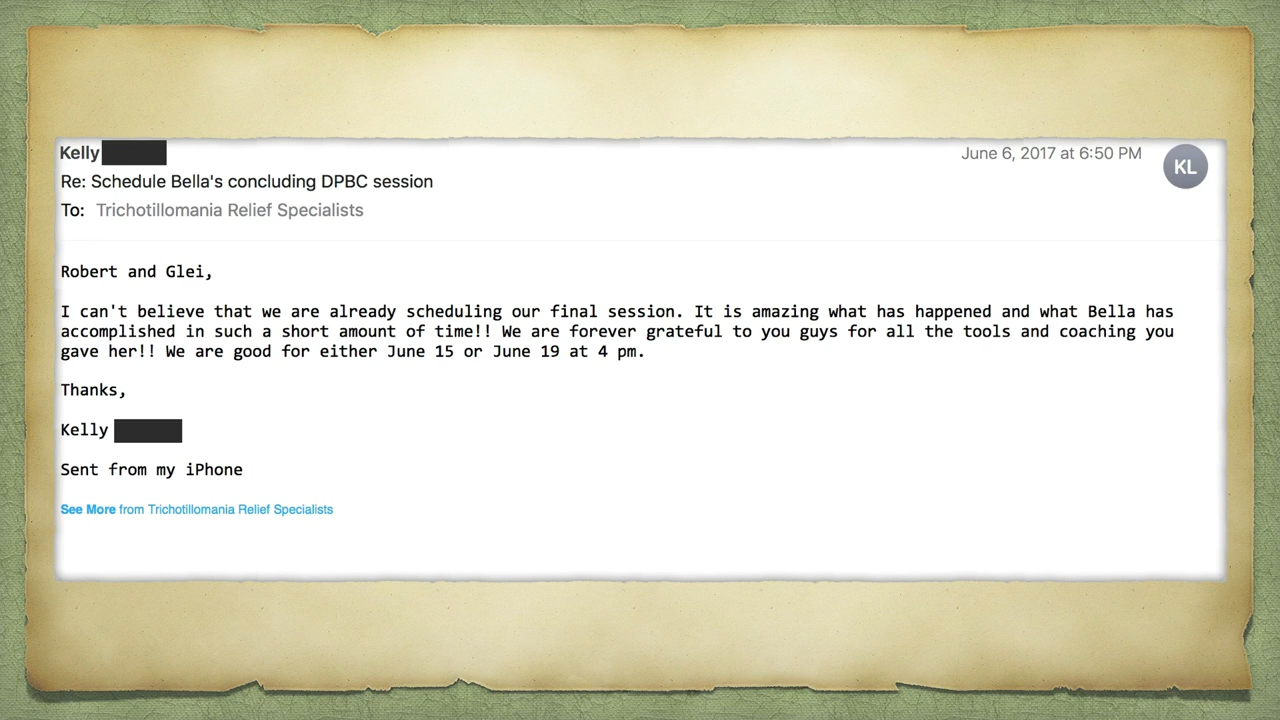 Kelly
June 6, 2017 at 6:50 PM
KL
Re: Schedule Bella's concluding DPBC session
To: Trichotillomania Relief Specialists
Robert and Glei,
I can't believe that we are already scheduling our final session. It is amazing what has happened and what Bella has
accomplished in such a short amount of time!! We are forever grateful to you guys for all the tools and coaching you
gave her!! We are good for either June 15 or June 19 at 4 pm.
Thanks,
Kelly
Sent from my iPhone
See More from Trichotillomania Relief Specialists